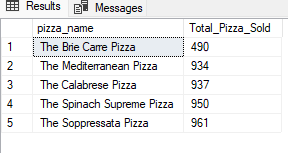 Results Messages
pizza_name Total_Pizza_Sold
1 The Brie Carre Pizza 490
2 The Mediterranean Pizza 934
3 The Calabrese Pizza 937
4 The Spinach Supreme Pizza 950
5 The Soppressata Pizza 961